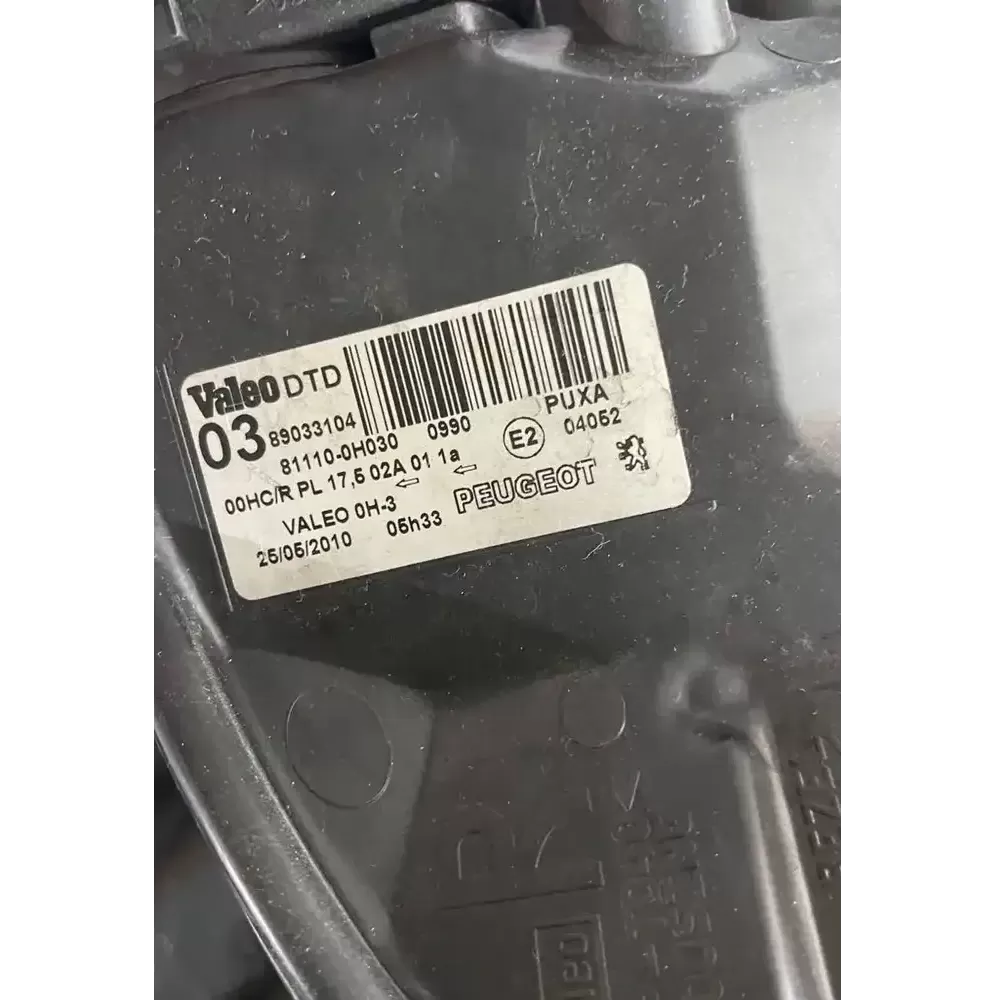 Valeo DTD
03 89033104
81110-0H030 0990 E2 PUXA 04052
00HC/R PL 17,5 02A 01 1a
VALEO 0H-3
25/05/2010 05h33 PEUGEOT
R